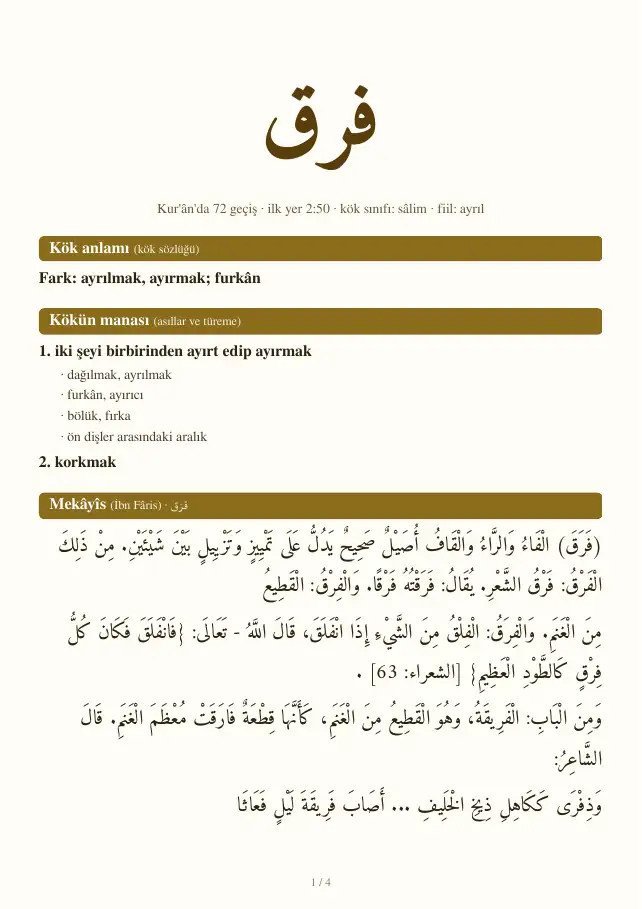 فرق
Kur'ân'da 72 geçiş · ilk yer 2:50 · kök sınıfı: sâlim · fiil: ayrıl
Kök anlamı (kök sözlüğü)
Fark: ayrılmak, ayırmak; furkân
Kökün manası (asıllar ve türeme)
1. iki şeyi birbirinden ayırt edip ayırmak
· dağılmak, ayrılmak
· furkân, ayırıcı
· bölük, fırka
· ön dişler arasındaki aralık
2. korkmak
Mekâyîs (İbn Fâris) · فرق
(فَرَقَ) الْفَاءُ وَالرَّاءُ وَالْقَافُ أُصَيْلٌ صَحِيحٌ يَدُلُّ عَلَى تَمْيِيزٍ وَتَزْيِيلٍ بَيْنَ شَيْئَيْنِ. مِنْ ذَلِكَ
الْفَرْقُ: فَرْقُ الشَّعْرِ. يُقَالُ: فَرَقْتُهُ فَرْقًا. وَالْفِرْقُ: الْقَطِيعُ
مِنَ الْغَنَمِ. وَالْفِرْقُ: الْفِلْقُ مِنَ الشَّيْءِ إِذَا انْفَلَقَ، قَالَ اللَّهُ - تَعَالَى: {فَانْفَلَقَ فَكَانَ كُلُّ
فِرْقٍ كَالطَّوْدِ الْعَظِيمِ} [الشعراء: 63] .
وَمِنَ الْبَابِ: الْفَرِيقَةُ، وَهُوَ الْقَطِيعُ مِنَ الْغَنَمِ، كَأَنَّهَا قِطْعَةٌ فَارَقَتْ مُعْظَمَ الْغَنَمِ. قَالَ
الشَّاعِرُ:
وَذِفْرَى كَكَاهِلِ ذِيخِ الْخَلِيفِ ... أَصَابَ فَرِيقَةَ لَيْلٍ فَعَاثَا
1 / 4